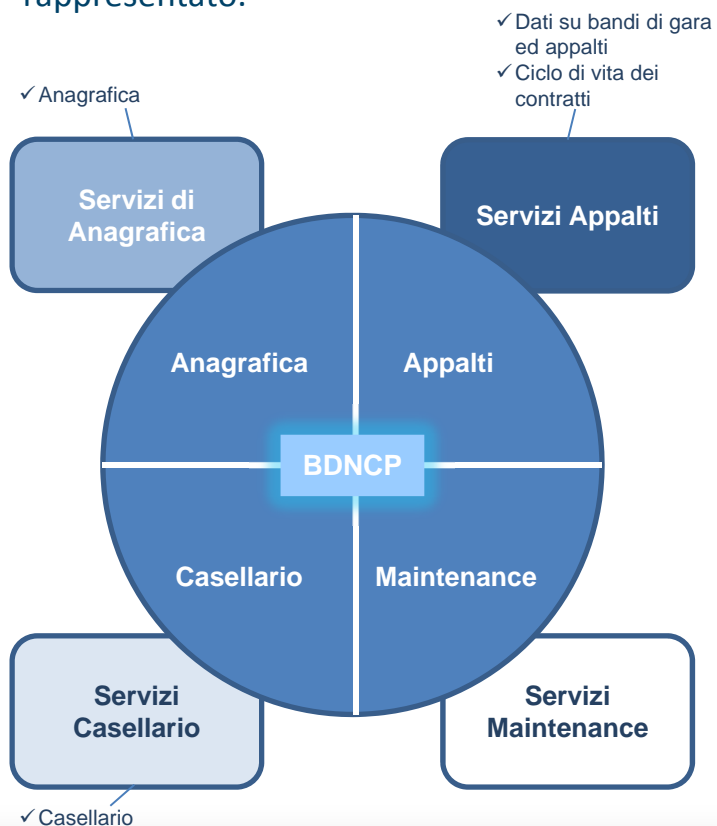 rappresentato:
✓ Dati su bandi di gara
ed appalti
✓ Ciclo di vita dei
contratti
✓ Anagrafica
Servizi di
Anagrafica
Servizi Appalti
Anagrafica
Appalti
BDNCP
Casellario
Maintenance
Servizi
Casellario
Servizi
Maintenance
✓ Casellario